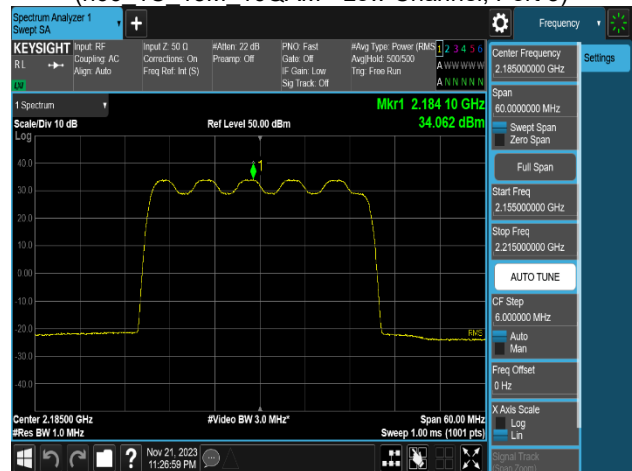 Spectrum Analyzer 1
Swept SA
Frequency
KEYSIGHT
RL
Input: RF
Coupling: AC
Align: Auto
Input Z: 50 Ω
Corrections: On
Freq Ref: Int (S)
#Atten: 22 dB
Preamp: Off
PNO: Fast
Gate: Off
IF Gain: Low
Sig Track: Off
#Avg Type: Power (RMS)
Avg|Hold: 500/500
Trig: Free Run
1 2 3 4 5 6
A W W W W W
A N N N N N
1 Spectrum
Scale/Div 10 dB
Log
Ref Level 50.00 dBm
Mkr1 2.184 10 GHz
34.062 dBm
1
40.0
30.0
20.0
10.0
0.00
-10.0
-20.0
-30.0
-40.0
RMS
Center 2.18500 GHz
#Res BW 1.0 MHz
#Video BW 3.0 MHz*
Span 60.00 MHz
Sweep 1.00 ms (1001 pts)
Nov 21, 2023
11:26:59 PM
Settings
Center Frequency
2.185000000 GHz
Span
60.0000000 MHz
Swept Span
Zero Span
Full Span
Start Freq
2.155000000 GHz
Stop Freq
2.215000000 GHz
AUTO TUNE
CF Step
6.000000 MHz
Auto
Man
Freq Offset
0 Hz
X Axis Scale
Log
Lin
Signal Track
(Span Zoom)